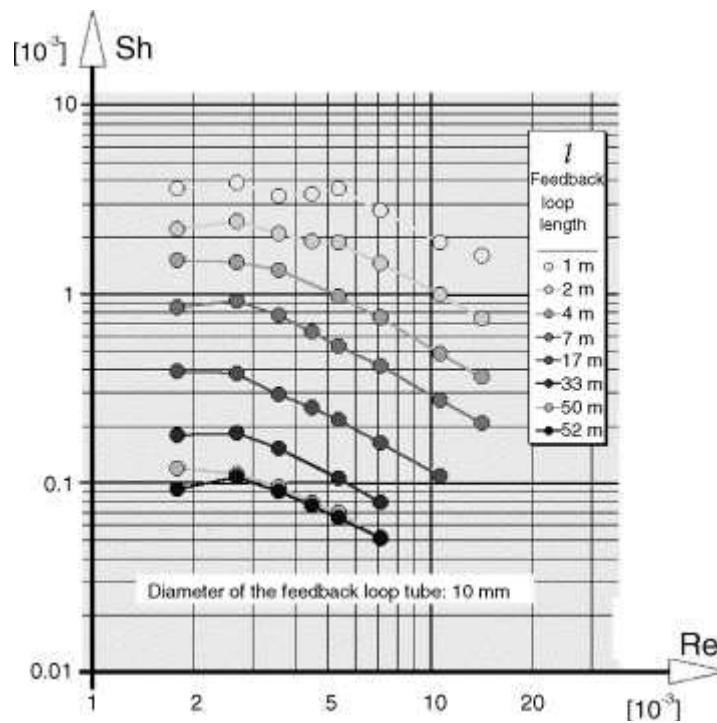 [10⁻³] Sh
10
1
0.1
0.01
l
Feedback
loop
length
1 m
2 m
4 m
7 m
17 m
33 m
50 m
52 m
Diameter of the feedback loop tube: 10 mm
Re
1 2 5 10 20 [10⁻³]